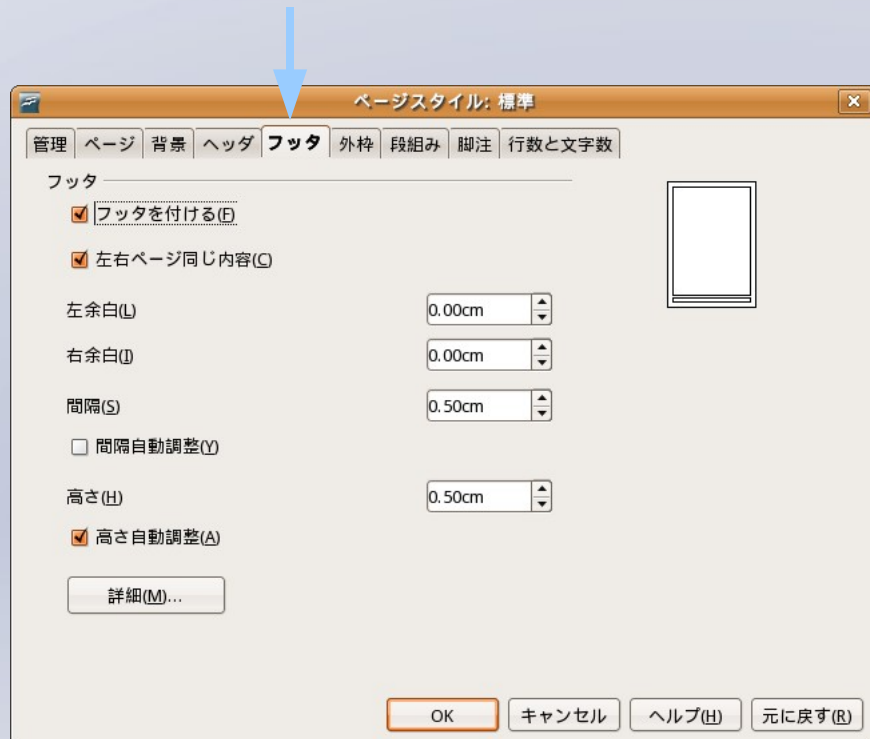 ページスタイル: 標準
管理 ページ 背景 ヘッダ フッタ 外枠 段組み 脚注 行数と文字数
フッタ
フッタを付ける(F)
左右ページ同じ内容(C)
左余白(L) 0.00cm
右余白(I) 0.00cm
間隔(S) 0.50cm
間隔自動調整(Y)
高さ(H) 0.50cm
高さ自動調整(A)
詳細(M)...
OK キャンセル ヘルプ(H) 元に戻す(R)